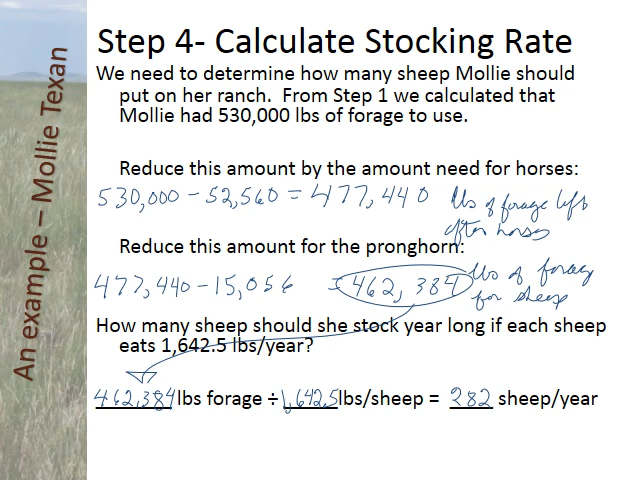 An example – Mollie Texan
Step 4- Calculate Stocking Rate
We need to determine how many sheep Mollie should
put on her ranch. From Step 1 we calculated that
Mollie had 530,000 lbs of forage to use.
Reduce this amount by the amount need for horses:
530,000 - 52,560 = 477,440 lbs of forage left
after horses
Reduce this amount for the pronghorn:
477,440 - 15,056 = 462,384 lbs of forage
for sheep
How many sheep should she stock year long if each sheep
eats 1,642.5 lbs/year?
462,384 lbs forage ÷ 1,642.5 lbs/sheep = 282 sheep/year